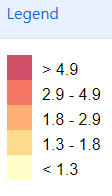 Legend
> 4.9
2.9 - 4.9
1.8 - 2.9
1.3 - 1.8
< 1.3